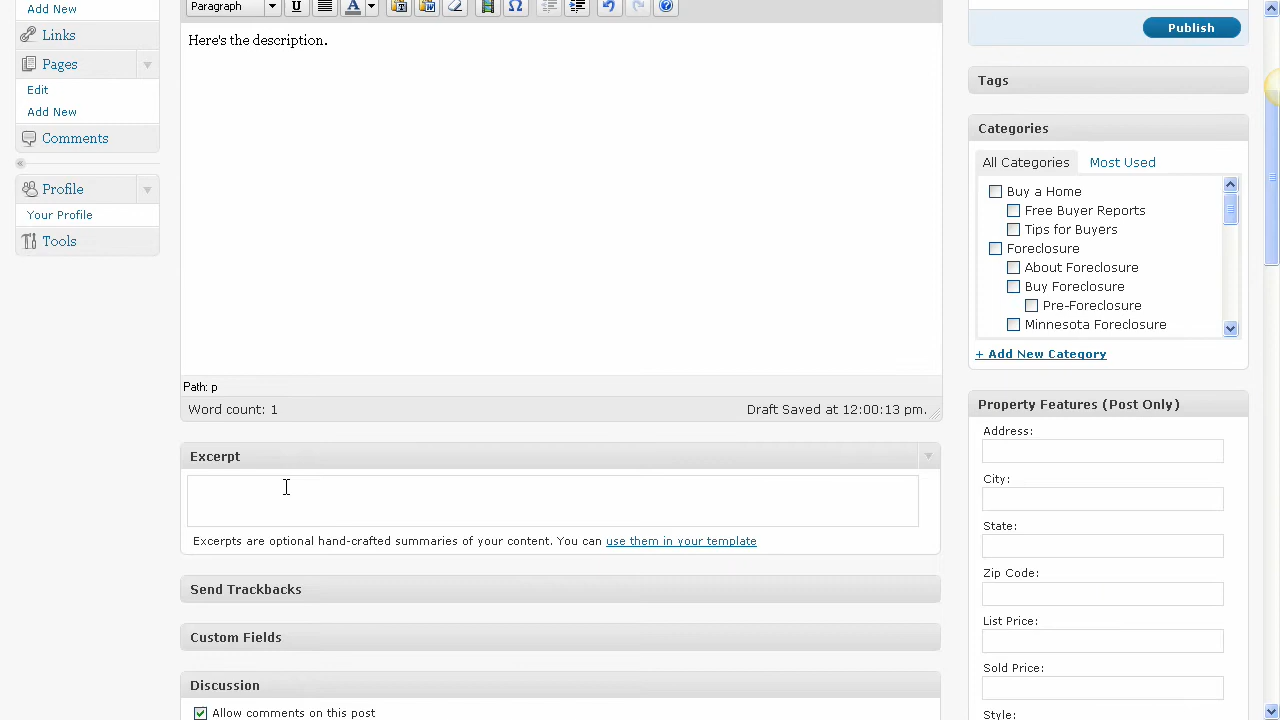 Add New
Links
Pages
Edit
Add New
Comments
Profile
Your Profile
Tools
Paragraph
Here's the description.
Path: p
Word count: 1
Draft Saved at 12:00:13 pm.
Excerpt
Excerpts are optional hand-crafted summaries of your content. You can use them in your template
Send Trackbacks
Custom Fields
Discussion
Allow comments on this post
Publish
Tags
Categories
All Categories
Most Used
Buy a Home
Free Buyer Reports
Tips for Buyers
Foreclosure
About Foreclosure
Buy Foreclosure
Pre-Foreclosure
Minnesota Foreclosure
+ Add New Category
Property Features (Post Only)
Address:
City:
State:
Zip Code:
List Price:
Sold Price:
Style: